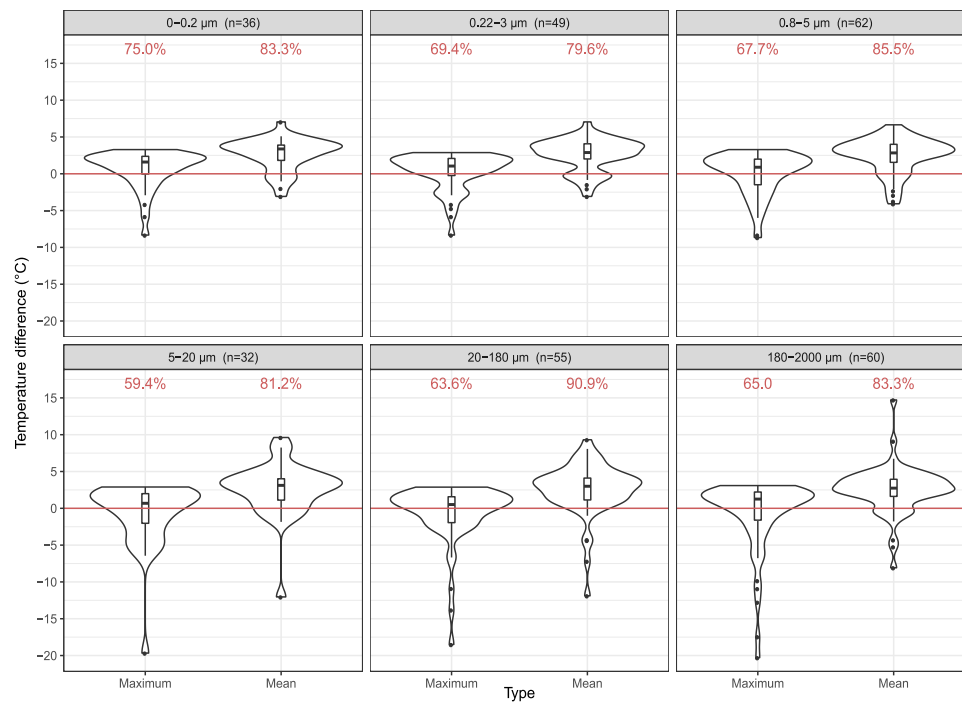 0−0.2 µm (n=36)
0.22−3 µm (n=49)
0.8−5 µm (n=62)
75.0%
83.3%
69.4%
79.6%
67.7%
85.5%
15
10
5
0
−5
−10
−15
−20
Temperature difference (°C)
5−20 µm (n=32)
20−180 µm (n=55)
180−2000 µm (n=60)
59.4%
81.2%
63.6%
90.9%
65.0
83.3%
15
10
5
0
−5
−10
−15
−20
Maximum
Mean
Maximum
Mean
Maximum
Mean
Type